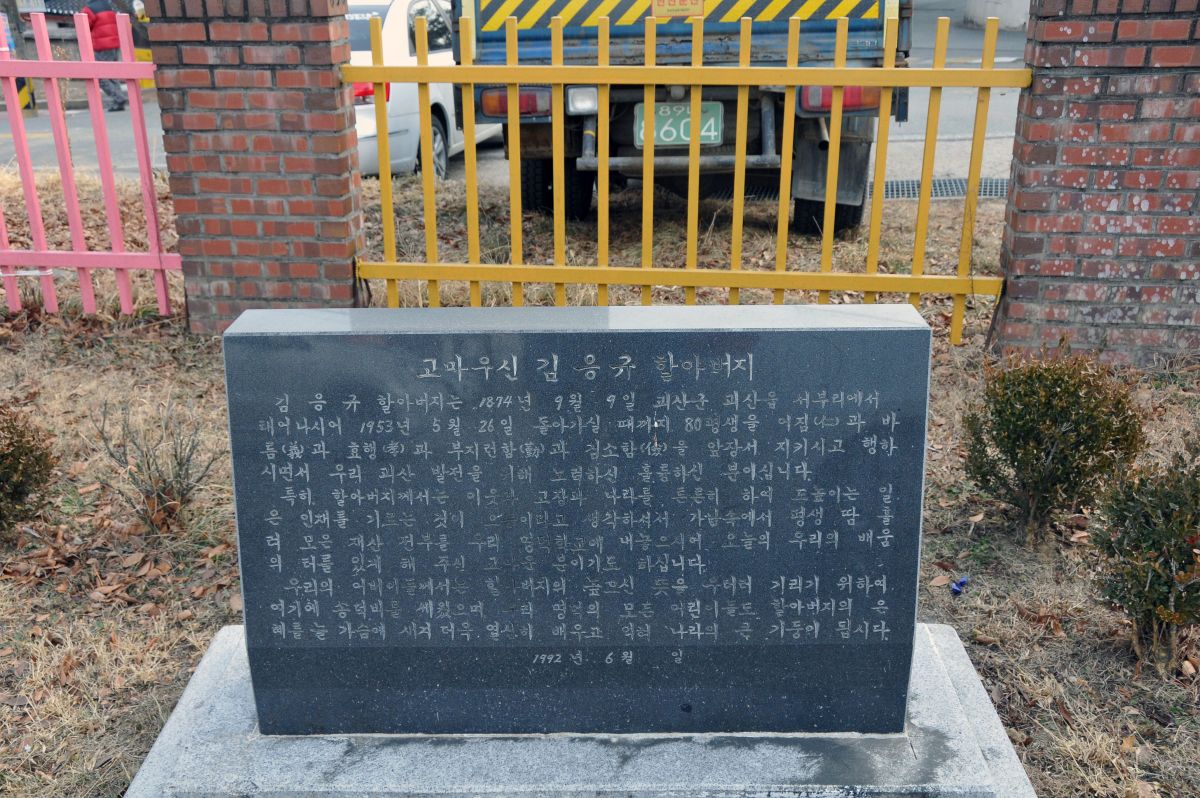 89나
8604
고마우신 김 응 규 할아버지
김 응 규 할아버지는 1874년 9월 9일 괴산군 괴산읍 서부리에서
태어나시어 1953년 5월 26일 돌아가실 때까지 80평생을 어짊(仁)과 바
름(義)과 효행(孝)과 부지런함(勤)과 검소함(儉)을 앞장서 지키시고 행하
시면서 우리 괴산 발전을 위해 노력하신 훌륭하신 분이십니다.
특히 할아버지께서는 이웃과 고장과 나라를 튼튼히 하여 도놀이는 일
은 인재를 기르는 것이 으뜸이라고 생각하셔서 가난속에서 평생 땀 흘
려 모은 재산 전부를 우리 명덕학교에 내놓으시어 오늘의 우리의 배움
의 터를 있게 해 주신 고마운 분이기도 하십니다.
우리의 어버이들께서는 할아버지의 높으신 뜻을 우러러 기리기 위하여
여기에 송덕비를 세웠으며 우리 명덕의 모든 어린이들도 할아버지의 은
혜를 늘 가슴에 새겨 더욱 열심히 배우고 익혀 나라의 큰 기둥이 됩시다.
1992년 6월 일